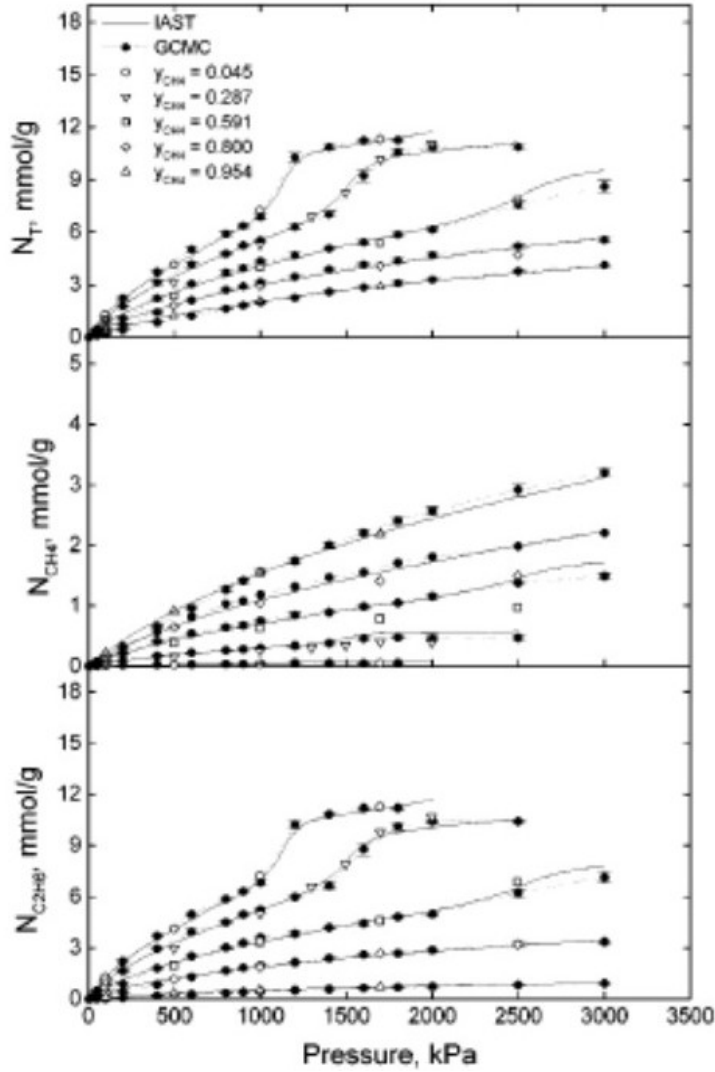 18
15
12
9
6
3
0
N_T, mmol/g
IAST
GCMC
y_CH4 = 0.045
y_CH4 = 0.287
y_CH4 = 0.591
y_CH4 = 0.800
y_CH4 = 0.954
5
4
3
2
1
0
N_CH4, mmol/g
18
15
12
9
6
3
0
N_C2H6, mmol/g
0 500 1000 1500 2000 2500 3000 3500
Pressure, kPa